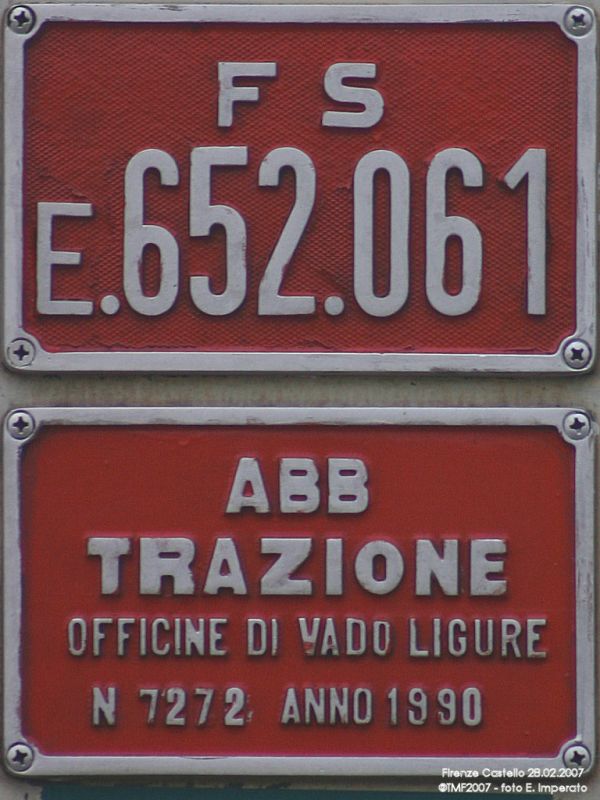 F S
E.652.061
ABB
TRAZIONE
OFFICINE DI VADO LIGURE
N 7272 ANNO 1990
Firenze Castello 28.02.2007
©TMF2007 - foto E. Imperato